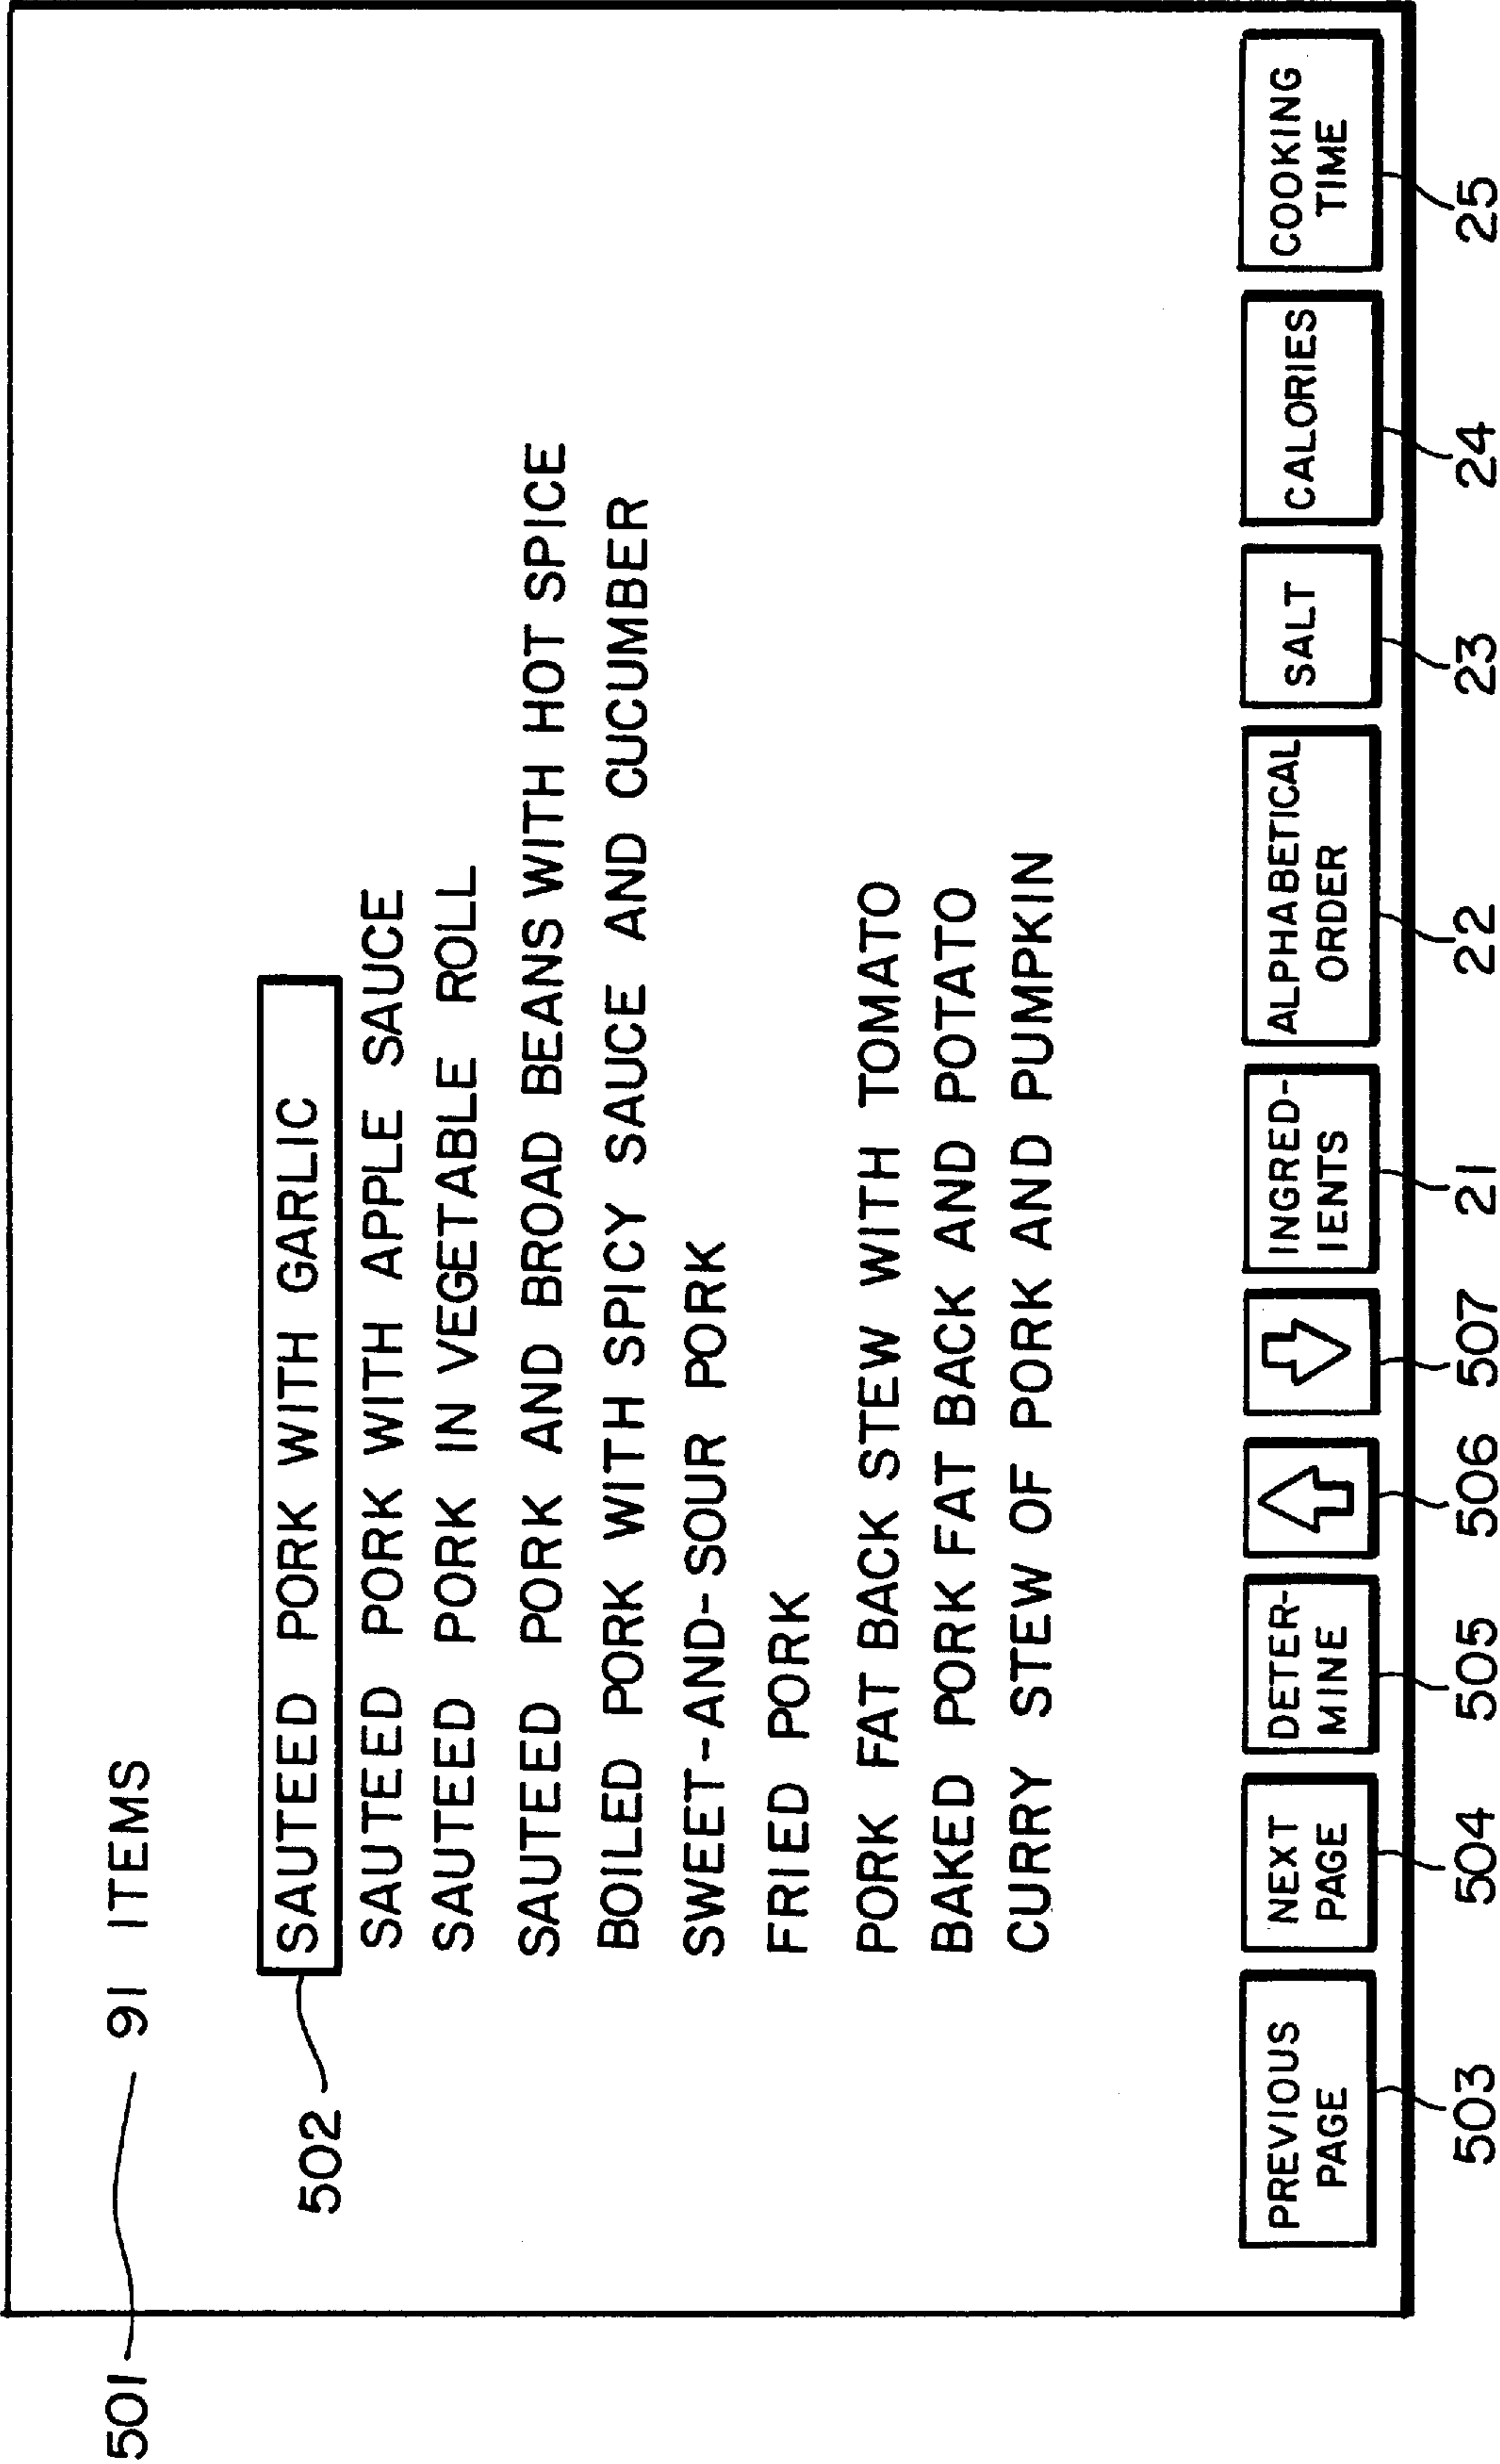 501
91 ITEMS
502
SAUTEED PORK WITH GARLIC
SAUTEED PORK WITH APPLE SAUCE
SAUTEED PORK IN VEGETABLE ROLL
SAUTEED PORK AND BROAD BEANS WITH HOT SPICE
BOILED PORK WITH SPICY SAUCE AND CUCUMBER
SWEET-AND-SOUR PORK
FRIED PORK
PORK FAT BACK STEW WITH TOMATO
BAKED PORK FAT BACK AND POTATO
CURRY STEW OF PORK AND PUMPKIN
PREVIOUS
PAGE
NEXT
PAGE
DETER-
MINE
INGRED-
IENTS
ALPHABETICAL
ORDER
SALT
CALORIES
COOKING
TIME
503 504 505 506 507 21 22 23 24 25